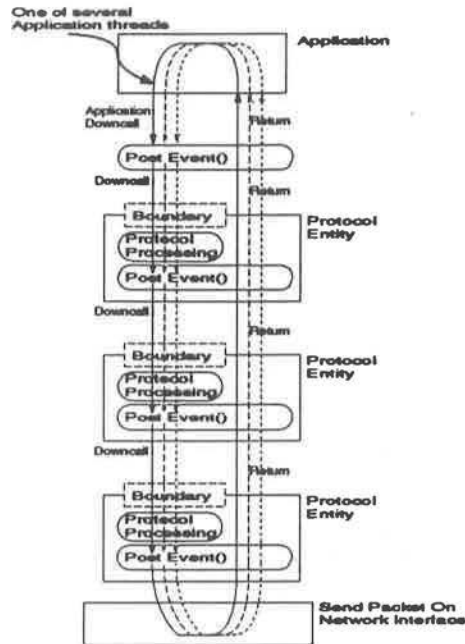 One of several
Application threads
Application
Application
Downcall
Return
Post Event()
Downcall
Return
Boundary
Protocol
Entity
Protocol
Processing
Post Event()
Downcall
Return
Boundary
Protocol
Entity
Protocol
Processing
Post Event()
Downcall
Return
Boundary
Protocol
Entity
Protocol
Processing
Post Event()
Send Packet On
Network Interface